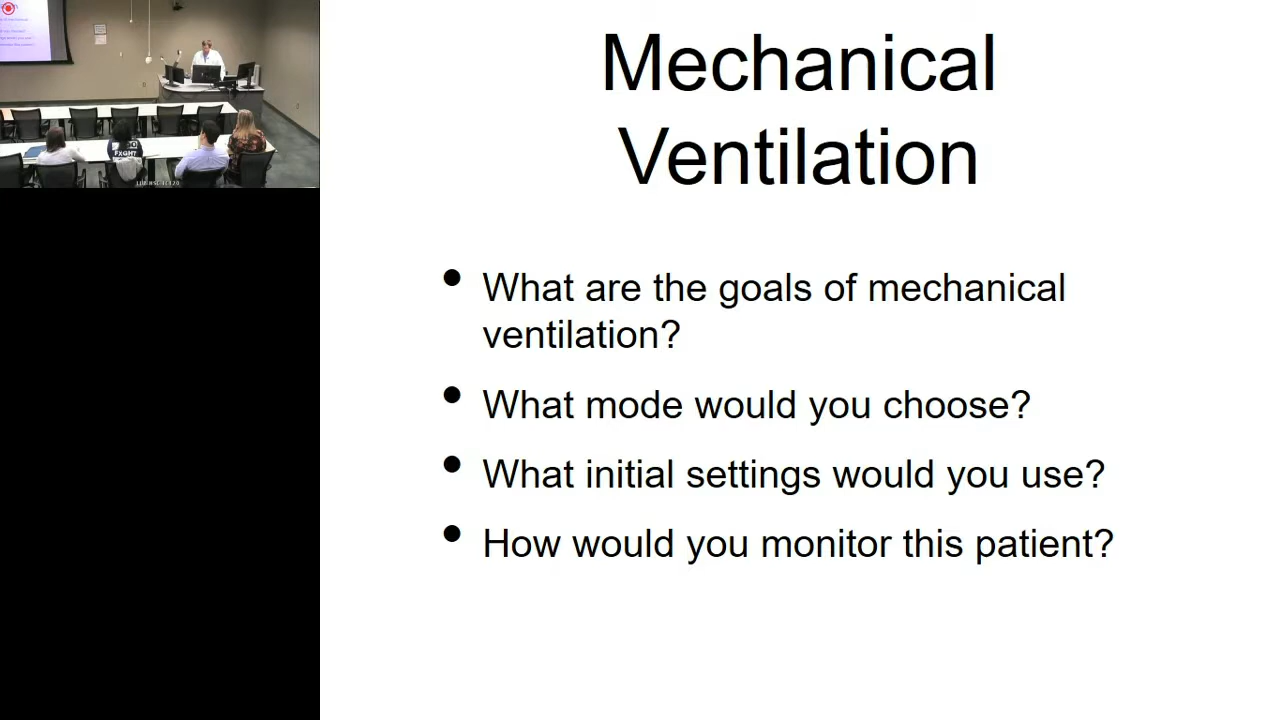 Mechanical
Ventilation
• What are the goals of mechanical
ventilation?
• What mode would you choose?
• What initial settings would you use?
• How would you monitor this patient?